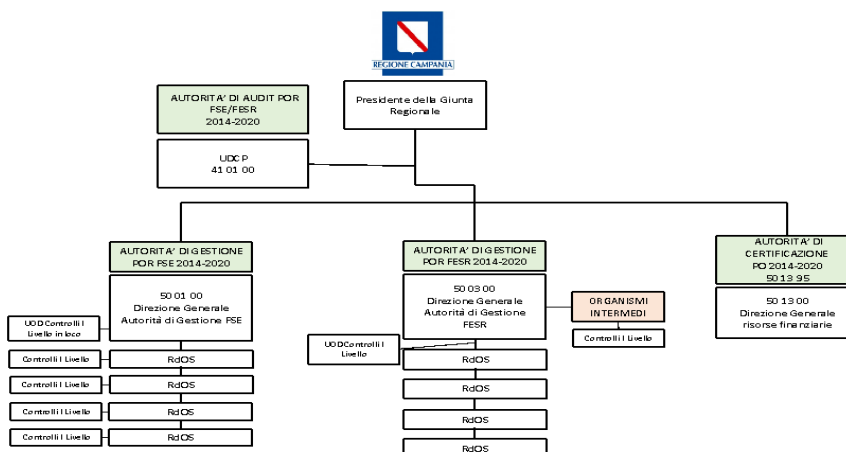 REGIONE CAMPANIA
AUTORITA' DI AUDIT POR
FSE/FESR
2014-2020
Presidente della Giunta
Regionale
UDCP
41 01 00
AUTORITA' DI GESTIONE
POR FSE 2014-2020
AUTORITA' DI GESTIONE
POR FESR 2014-2020
AUTORITA' DI
CERTIFICAZIONE
PO 2014-2020
50 13 95
50 01 00
Direzione Generale
Autorità di Gestione FSE
50 03 00
Direzione Generale
Autorità di Gestione
FESR
ORGANISMI
INTERMEDI
50 13 00
Direzione Generale
risorse finanziarie
UOD Controlli I
Livello in loco
UOD Controlli I
Livello
Controlli I Livello
Controlli I Livello
RdOS
RdOS
Controlli I Livello
RdOS
RdOS
Controlli I Livello
RdOS
RdOS
Controlli I Livello
RdOS
RdOS